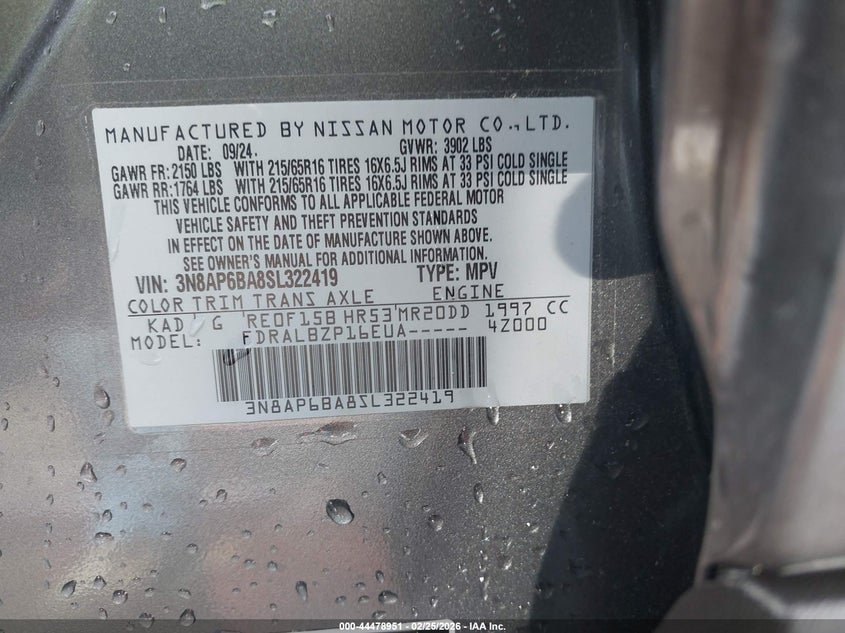 MANUFACTURED BY NISSAN MOTOR CO.,LTD.
DATE: 09/24. GVWR: 3902 LBS
GAWR FR: 2150 LBS WITH 215/65R16 TIRES 16X6.5J RIMS AT 33 PSI COLD SINGLE
GAWR RR: 1764 LBS WITH 215/65R16 TIRES 16X6.5J RIMS AT 33 PSI COLD SINGLE
THIS VEHICLE CONFORMS TO ALL APPLICABLE FEDERAL MOTOR
VEHICLE SAFETY AND THEFT PREVENTION STANDARDS
IN EFFECT ON THE DATE OF MANUFACTURE SHOWN ABOVE.
SEE OWNER'S MANUAL FOR ADDITIONAL INFORMATION.
VIN: 3N8AP6BA8SL322419 TYPE: MPV
COLOR TRIM TRANS AXLE ENGINE
KAD G RE0F15B HR53 MR20DD 1997 CC
MODEL: FDRALBZP16EUA----- 4Z000
3N8AP6BA8SL322419
000-44478951 - 02/25/2026 - IAA Inc.